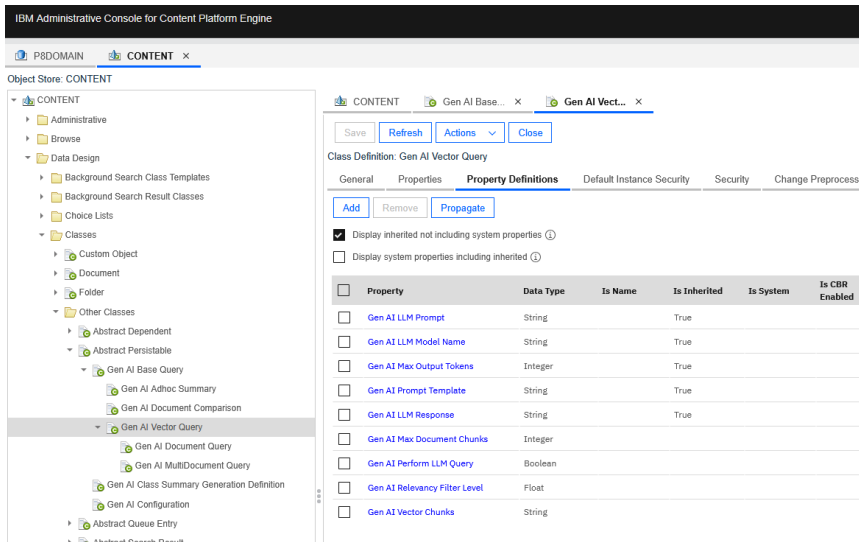 IBM Administrative Console for Content Platform Engine
P8DOMAIN CONTENT ×
Object Store: CONTENT
CONTENT
Administrative
Browse
Data Design
Background Search Class Templates
Background Search Result Classes
Choice Lists
Classes
Custom Object
Document
Folder
Other Classes
Abstract Dependent
Abstract Persistable
Gen AI Base Query
Gen AI Adhoc Summary
Gen AI Document Comparison
Gen AI Vector Query
Gen AI Document Query
Gen AI MultiDocument Query
Gen AI Class Summary Generation Definition
Gen AI Configuration
Abstract Queue Entry
Abstract Search Result
CONTENT Gen AI Base... × Gen AI Vect... ×
Save Refresh Actions Close
Class Definition: Gen AI Vector Query
General Properties Property Definitions Default Instance Security Security Change Preprocess
Add Remove Propagate
Display inherited not including system properties
Display system properties including inherited
Property Data Type Is Name Is Inherited Is System Is CBR Enabled
Gen AI LLM Prompt String True
Gen AI LLM Model Name String True
Gen AI Max Output Tokens Integer True
Gen AI Prompt Template String True
Gen AI LLM Response String True
Gen AI Max Document Chunks Integer
Gen AI Perform LLM Query Boolean
Gen AI Relevancy Filter Level Float
Gen AI Vector Chunks String